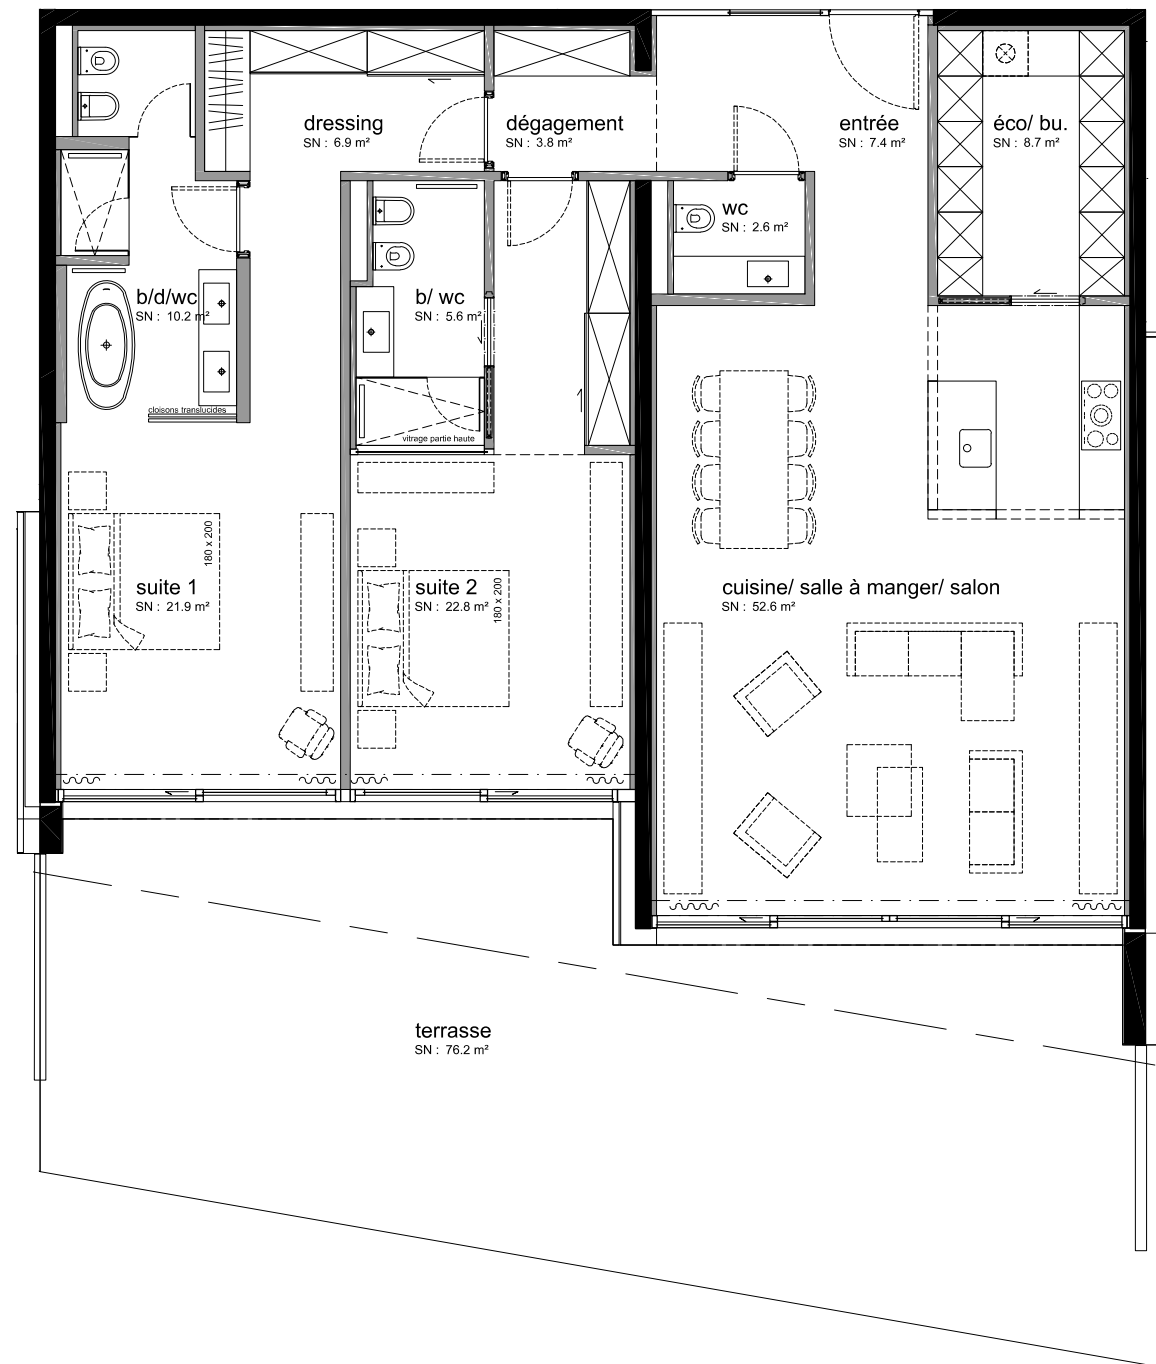 dressing
SN : 6.9 m²
dégagement
SN : 3.8 m²
entrée
SN : 7.4 m²
éco/ bu.
SN : 8.7 m²
wc
SN : 2.6 m²
b/d/wc
SN : 10.2 m²
b/ wc
SN : 5.6 m²
cloisons translucides
vitrage partie haute
180 x 200
suite 1
SN : 21.9 m²
180 x 200
suite 2
SN : 22.8 m²
cuisine/ salle à manger/ salon
SN : 52.6 m²
terrasse
SN : 76.2 m²